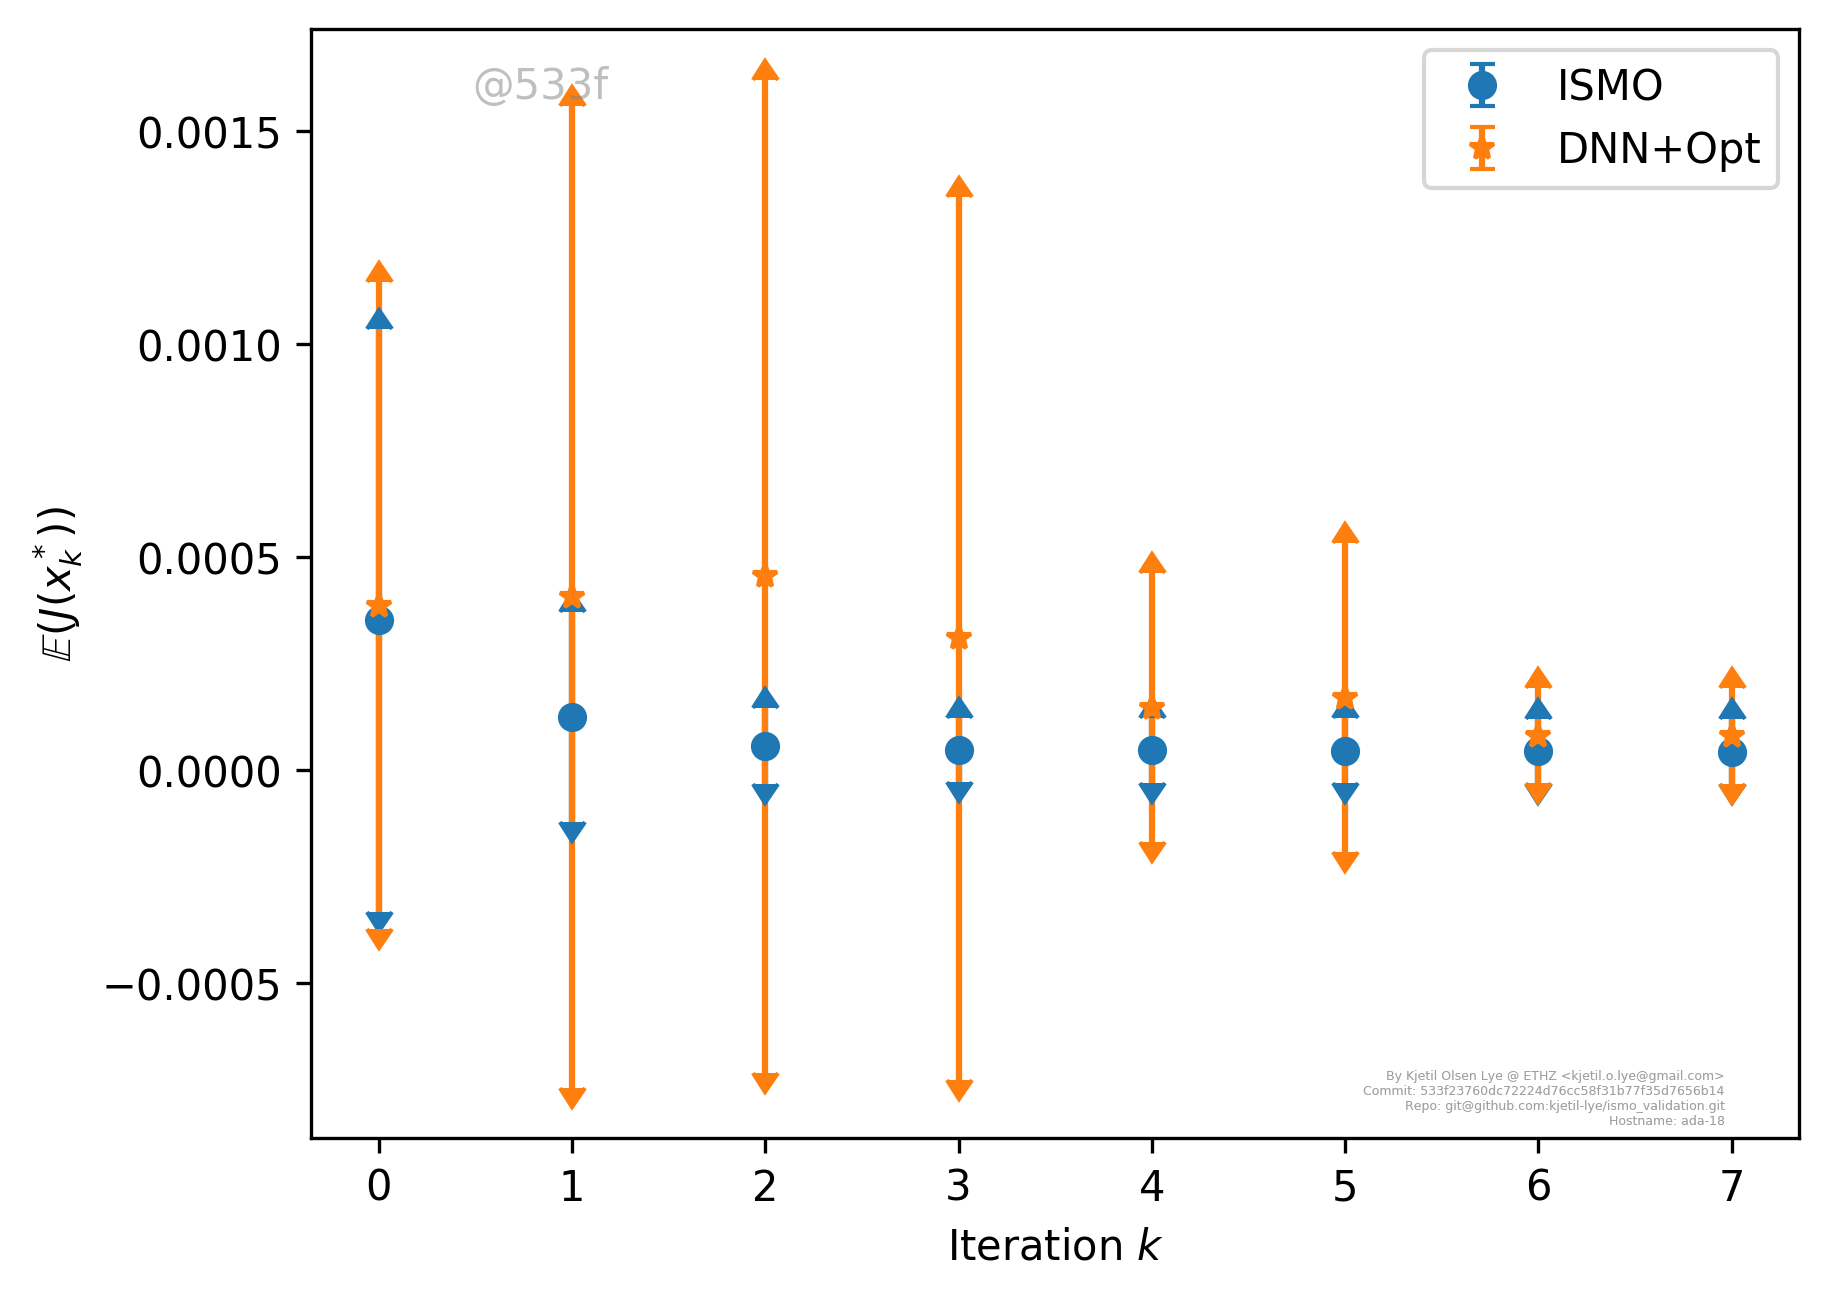 @533f
ISMO
DNN+Opt
0.0015
0.0010
0.0005
0.0000
−0.0005
𝔼(J(x*k))
0 1 2 3 4 5 6 7
Iteration k
By Kjetil Olsen Lye @ ETHZ <kjetil.o.lye@gmail.com>
Commit: 533f23760dc72224d76cc58f31b77f35d7656b14
Repo: git@github.com:kjetil-lye/ismo_validation.git
Hostname: ada-18